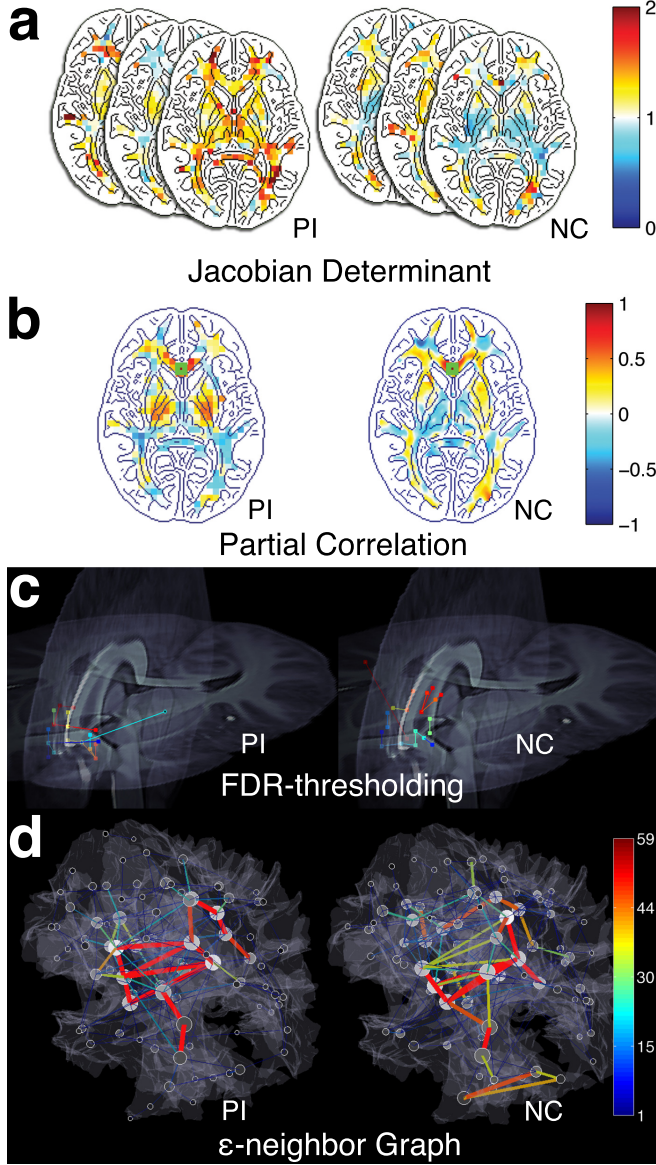 a
2
1
0
PI
NC
Jacobian Determinant
b
1
0.5
0
−0.5
−1
PI
NC
Partial Correlation
c
PI
NC
FDR-thresholding
d
59
44
30
15
1
PI
NC
ε-neighbor Graph